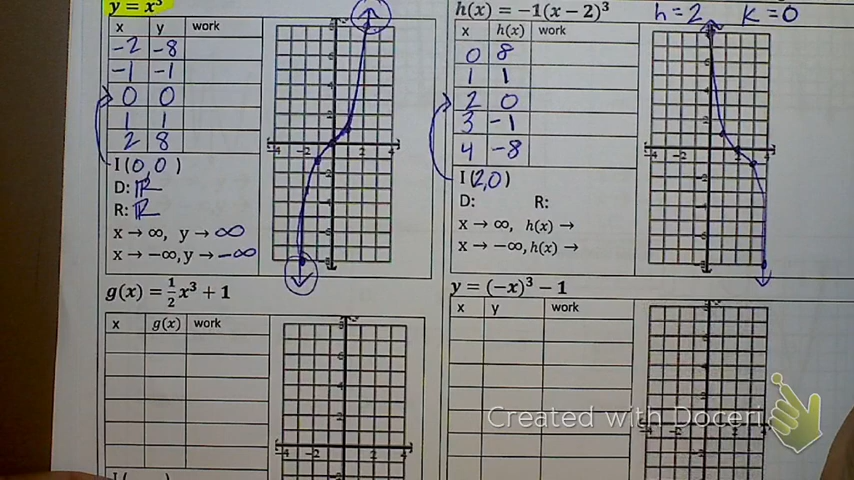 y = x³
x y work
-2 -8
-1 -1
0 0
1 1
2 8
I(0,0)
D: ℝ
R: ℝ
x → ∞, y → ∞
x → −∞, y → -∞
h(x) = −1(x − 2)³ h = 2 K = 0
x h(x) work
0 8
1 1
2 0
3 -1
4 -8
I(2,0)
D: R:
x → ∞, h(x) →
x → −∞, h(x) →
g(x) = ½x³ + 1
x g(x) work
y = (−x)³ − 1
x y work
Created with Doceri